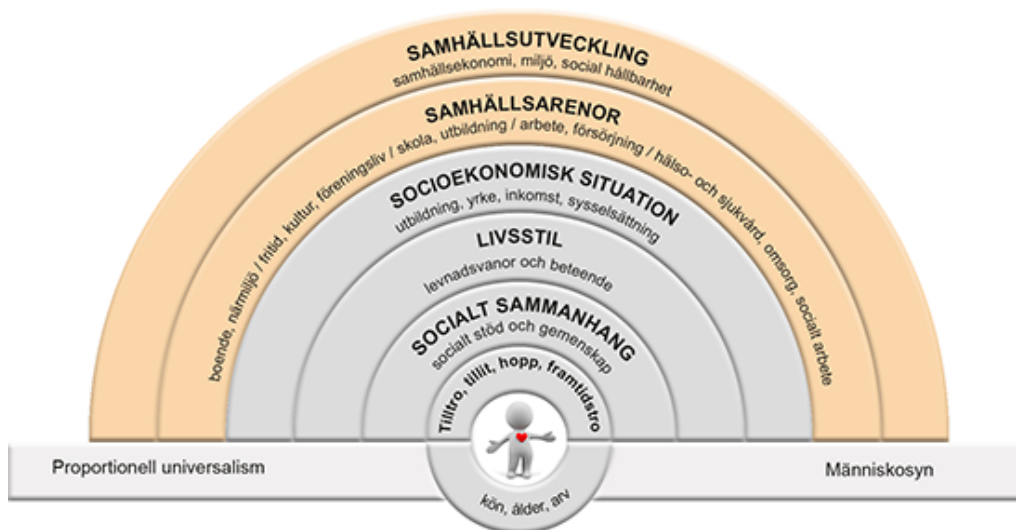 SAMHÄLLSUTVECKLING
samhällsekonomi, miljö, social hållbarhet
SAMHÄLLSARENOR
boende, närmiljö / fritid, kultur, föreningsliv / skola, utbildning / arbete, försörjning / hälso- och sjukvård, omsorg, socialt arbete
SOCIOEKONOMISK SITUATION
utbildning, yrke, inkomst, sysselsättning
LIVSSTIL
levnadsvanor och beteende
SOCIALT SAMMANHANG
socialt stöd och gemenskap
Tilltro, tillit, hopp, framtidstro
Proportionell universalism
Människosyn
kön, ålder, arv